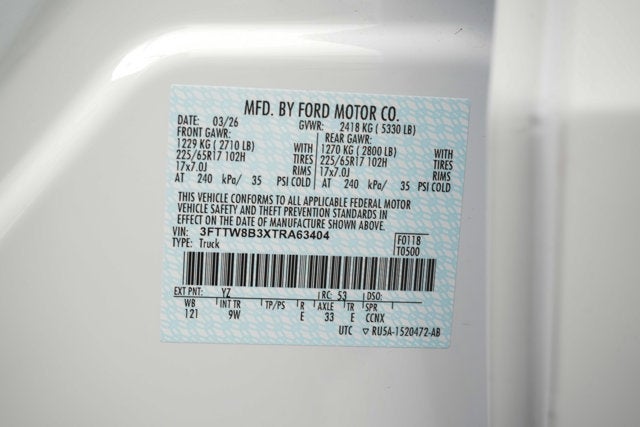 MFD. BY FORD MOTOR CO.
DATE: 03/26 GVWR: 2418 KG ( 5330 LB)
FRONT GAWR: REAR GAWR:
1229 KG ( 2710 LB) WITH 1270 KG ( 2800 LB) WITH
225/65R17 102H TIRES 225/65R17 102H TIRES
17x7.0J RIMS 17x7.0J RIMS
AT 240 kPa/ 35 PSI COLD AT 240 kPa/ 35 PSI COLD
THIS VEHICLE CONFORMS TO ALL APPLICABLE FEDERAL MOTOR
VEHICLE SAFETY AND THEFT PREVENTION STANDARDS IN
EFFECT ON THE DATE OF MANUFACTURE SHOWN ABOVE.
VIN: 3FTTW8B3XTRA63404 F0118
TYPE: Truck T0500
EXT PNT: YZ RC: 53 DSO:
WB INT TR TP/PS R AXLE TR SPR
121 9W E 33 E CCNX
UTC ▽ RU5A-1520472-AB